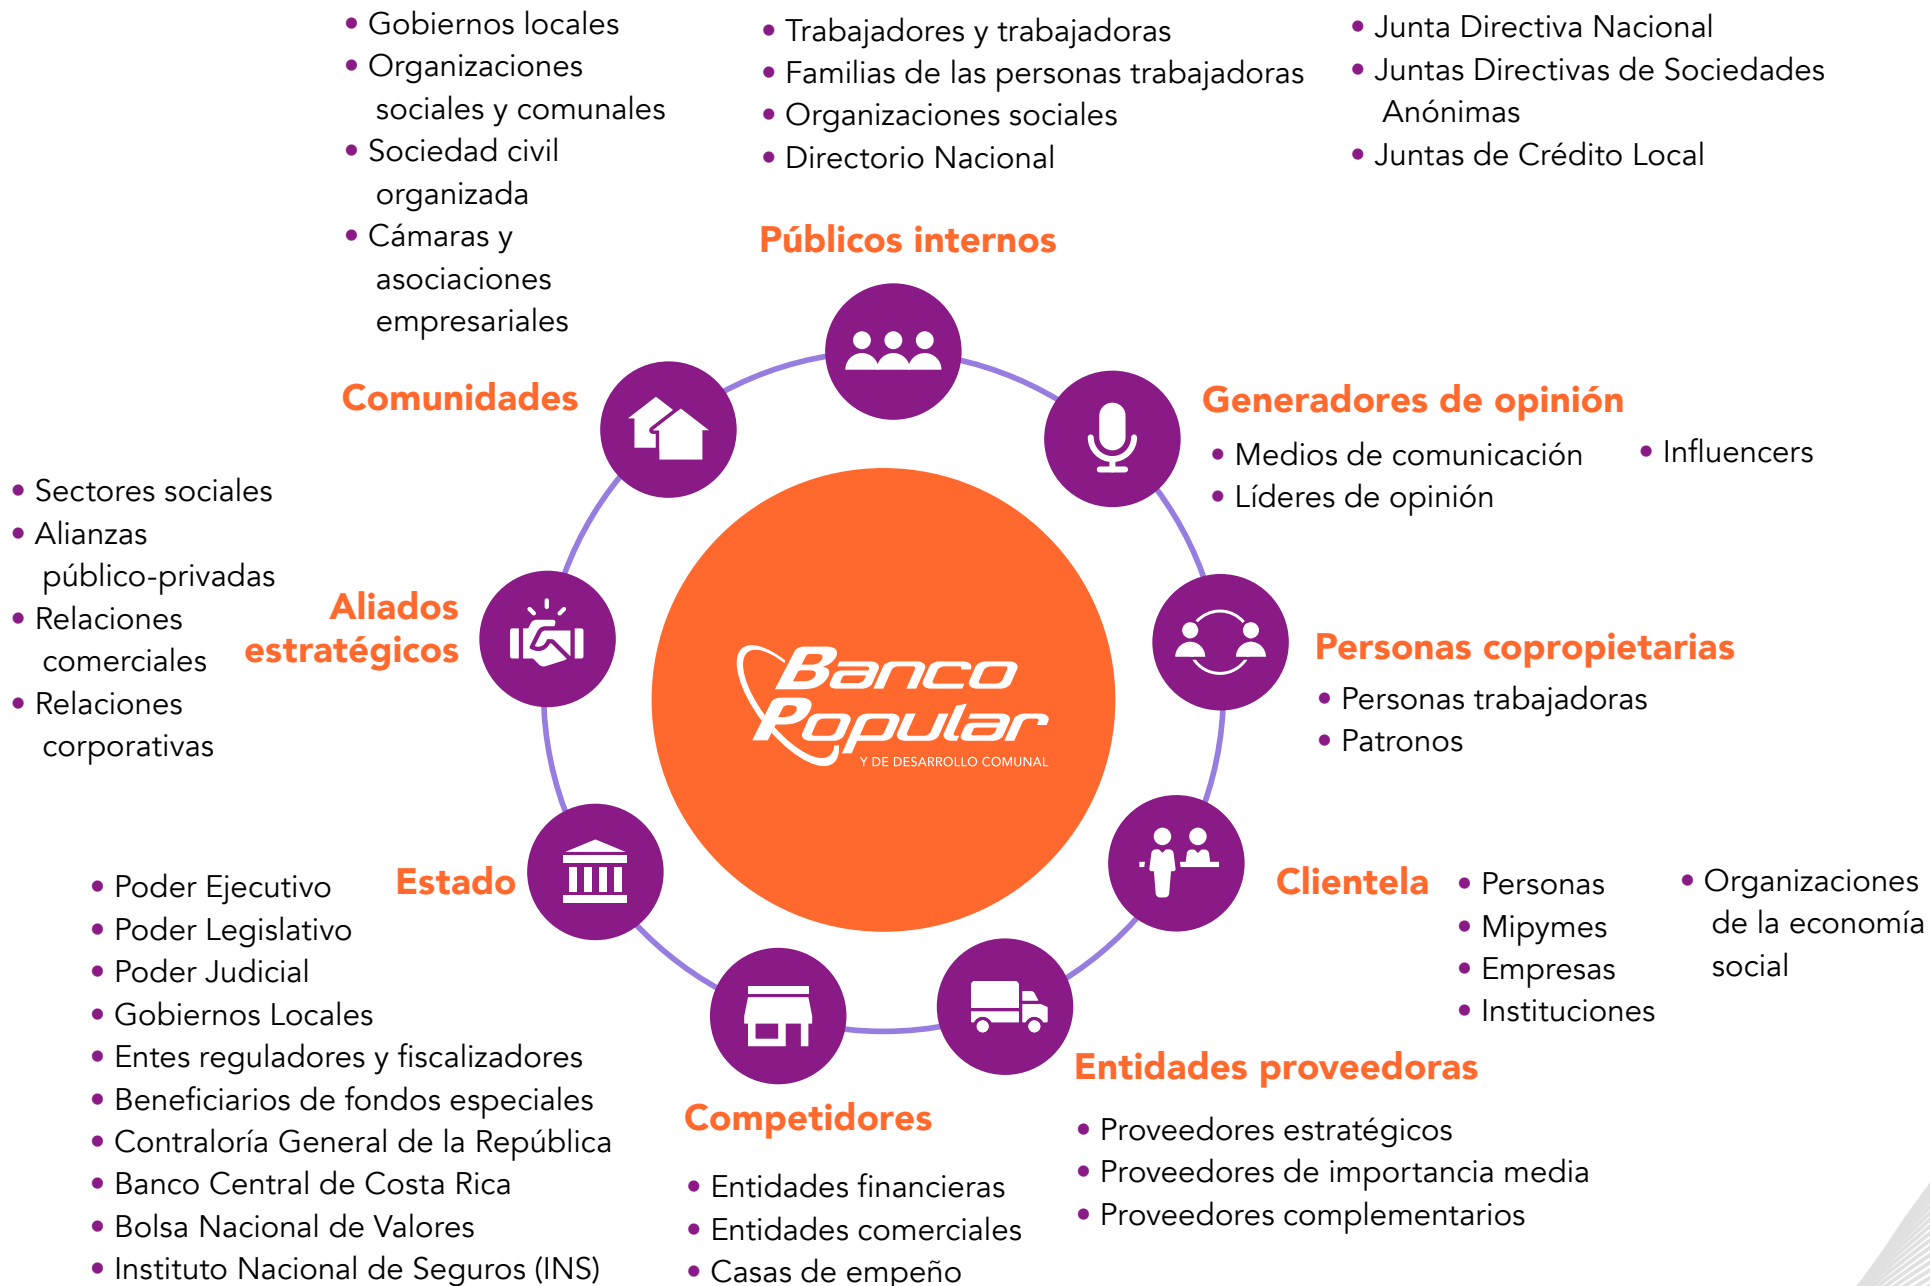 • Gobiernos locales
• Organizaciones
sociales y comunales
• Sociedad civil
organizada
• Cámaras y
asociaciones
empresariales
Comunidades
• Trabajadores y trabajadoras
• Familias de las personas trabajadoras
• Organizaciones sociales
• Directorio Nacional
• Junta Directiva Nacional
• Juntas Directivas de Sociedades
Anónimas
• Juntas de Crédito Local
Públicos internos
Generadores de opinión
• Medios de comunicación
• Líderes de opinión
• Influencers
Personas copropietarias
• Personas trabajadoras
• Patronos
Clientela
• Personas
• Mipymes
• Empresas
• Instituciones
• Organizaciones
de la economía
social
Entidades proveedoras
• Proveedores estratégicos
• Proveedores de importancia media
• Proveedores complementarios
Competidores
• Entidades financieras
• Entidades comerciales
• Casas de empeño
Estado
• Poder Ejecutivo
• Poder Legislativo
• Poder Judicial
• Gobiernos Locales
• Entes reguladores y fiscalizadores
• Beneficiarios de fondos especiales
• Contraloría General de la República
• Banco Central de Costa Rica
• Bolsa Nacional de Valores
• Instituto Nacional de Seguros (INS)
Aliados
estratégicos
• Sectores sociales
• Alianzas
público-privadas
• Relaciones
comerciales
• Relaciones
corporativas
Banco
Popular
Y DE DESARROLLO COMUNAL